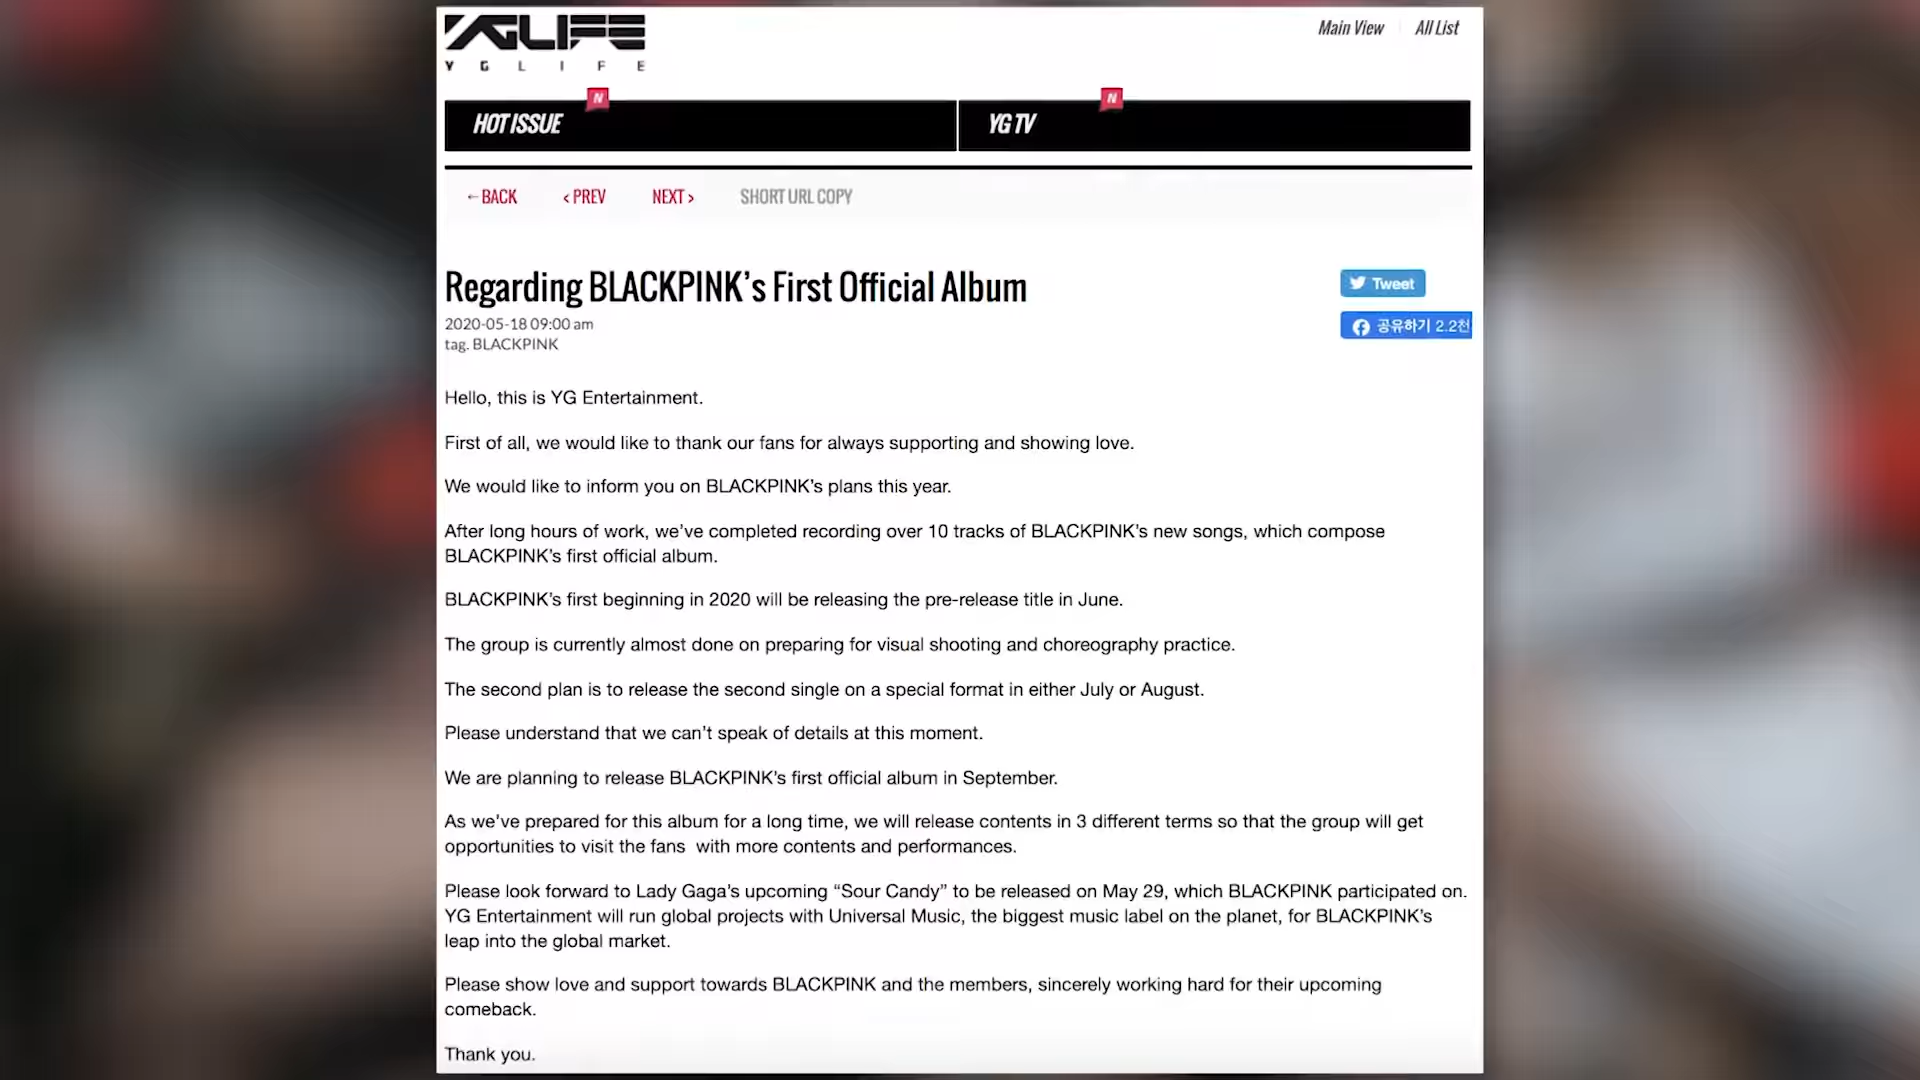 YGLIFE
YGLIFE
Main View
All List
N
N
HOT ISSUE
YG TV
←BACK
‹ PREV
NEXT ›
SHORT URL COPY
Regarding BLACKPINK’s First Official Album
Tweet
2020-05-18 09:00 am
공유하기 2.2천
tag. BLACKPINK
Hello, this is YG Entertainment.
First of all, we would like to thank our fans for always supporting and showing love.
We would like to inform you on BLACKPINK’s plans this year.
After long hours of work, we’ve completed recording over 10 tracks of BLACKPINK’s new songs, which compose
BLACKPINK’s first official album.
BLACKPINK’s first beginning in 2020 will be releasing the pre-release title in June.
The group is currently almost done on preparing for visual shooting and choreography practice.
The second plan is to release the second single on a special format in either July or August.
Please understand that we can’t speak of details at this moment.
We are planning to release BLACKPINK’s first official album in September.
As we’ve prepared for this album for a long time, we will release contents in 3 different terms so that the group will get
opportunities to visit the fans  with more contents and performances.
Please look forward to Lady Gaga’s upcoming “Sour Candy” to be released on May 29, which BLACKPINK participated on.
YG Entertainment will run global projects with Universal Music, the biggest music label on the planet, for BLACKPINK’s
leap into the global market.
Please show love and support towards BLACKPINK and the members, sincerely working hard for their upcoming
comeback.
Thank you.